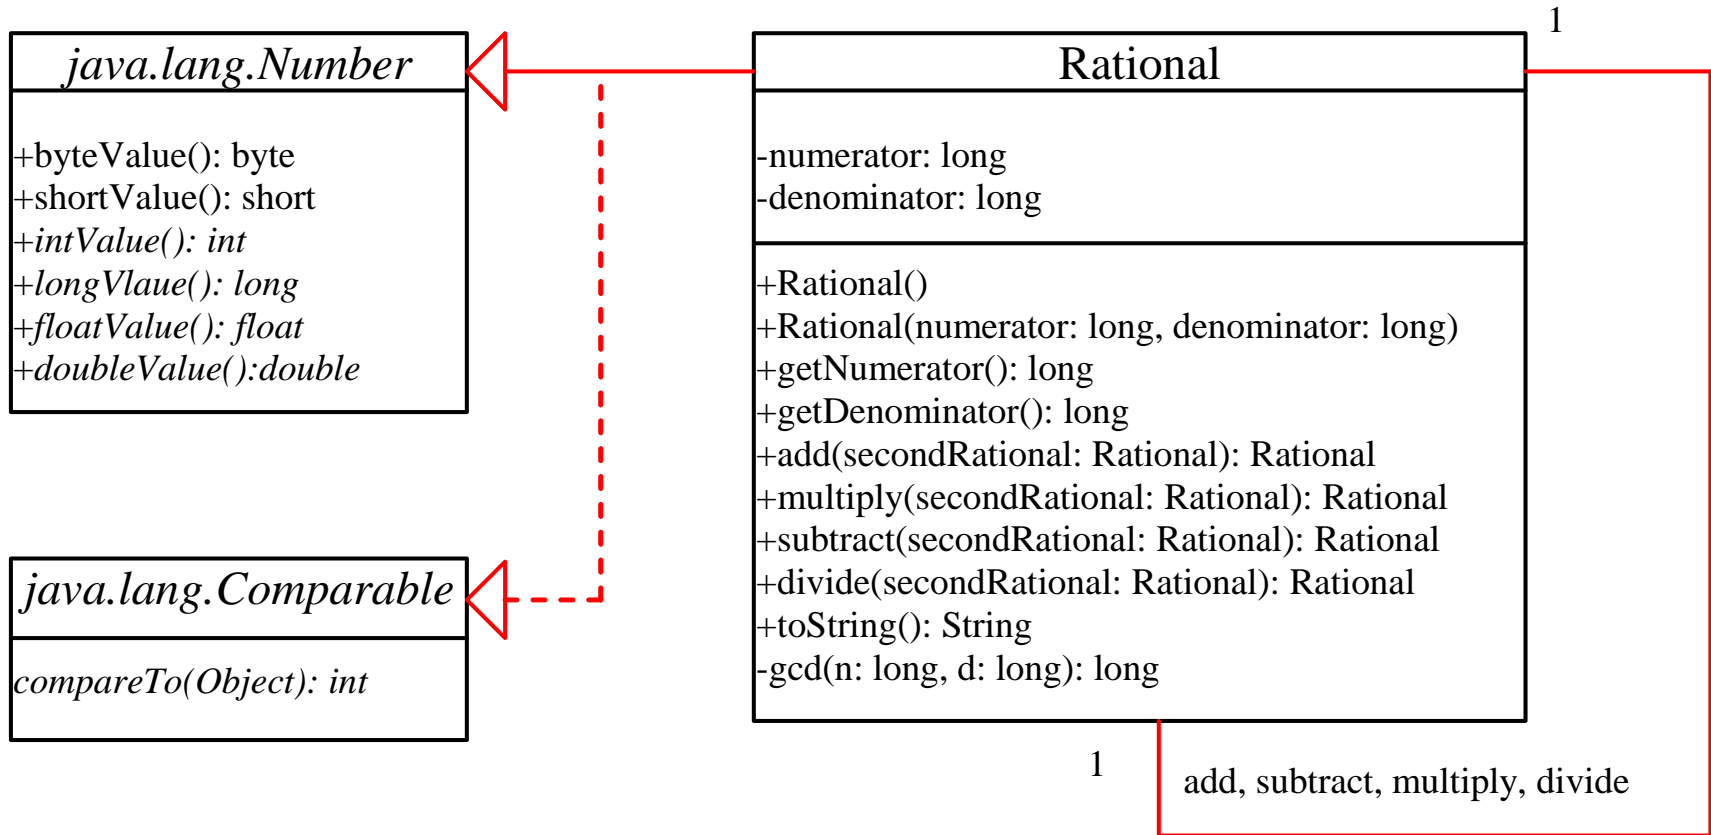 java.lang.Number
+byteValue(): byte
+shortValue(): short
+intValue(): int
+longVlaue(): long
+floatValue(): float
+doubleValue():double
java.lang.Comparable
compareTo(Object): int
1
Rational
-numerator: long
-denominator: long
+Rational()
+Rational(numerator: long, denominator: long)
+getNumerator(): long
+getDenominator(): long
+add(secondRational: Rational): Rational
+multiply(secondRational: Rational): Rational
+subtract(secondRational: Rational): Rational
+divide(secondRational: Rational): Rational
+toString(): String
-gcd(n: long, d: long): long
1
add, subtract, multiply, divide